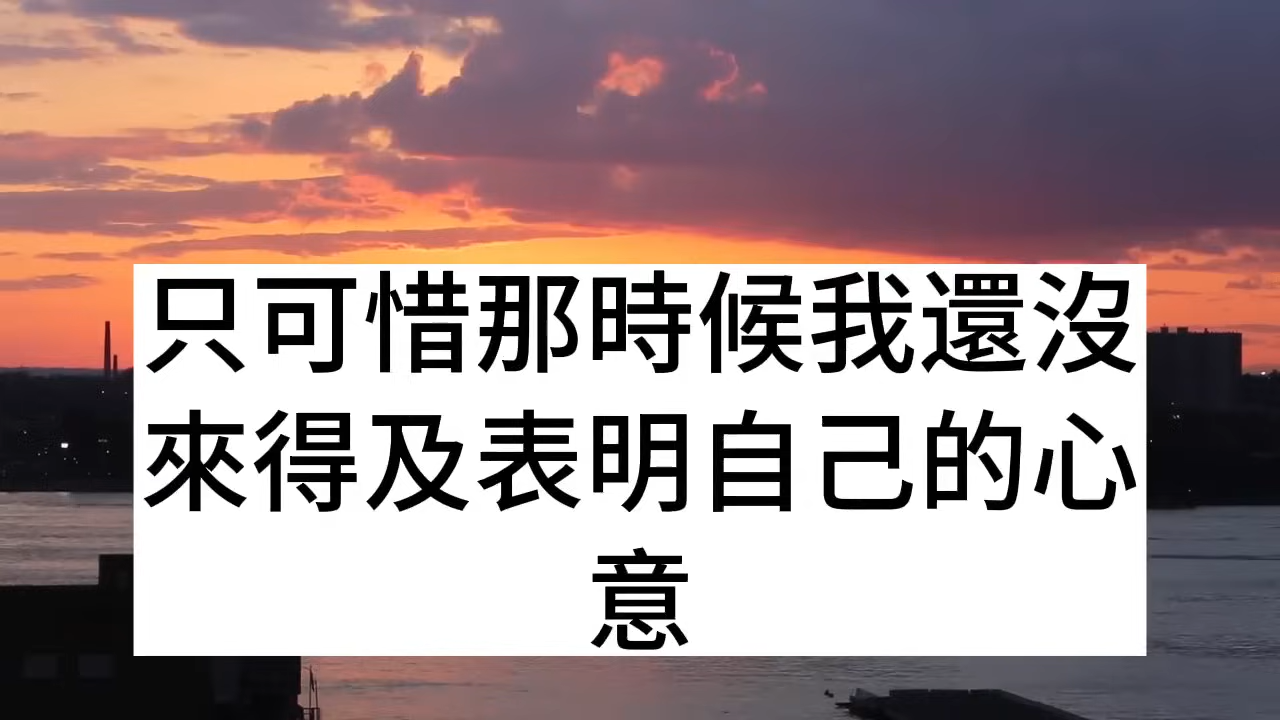 只可惜那時候我還沒
來得及表明自己的心
意